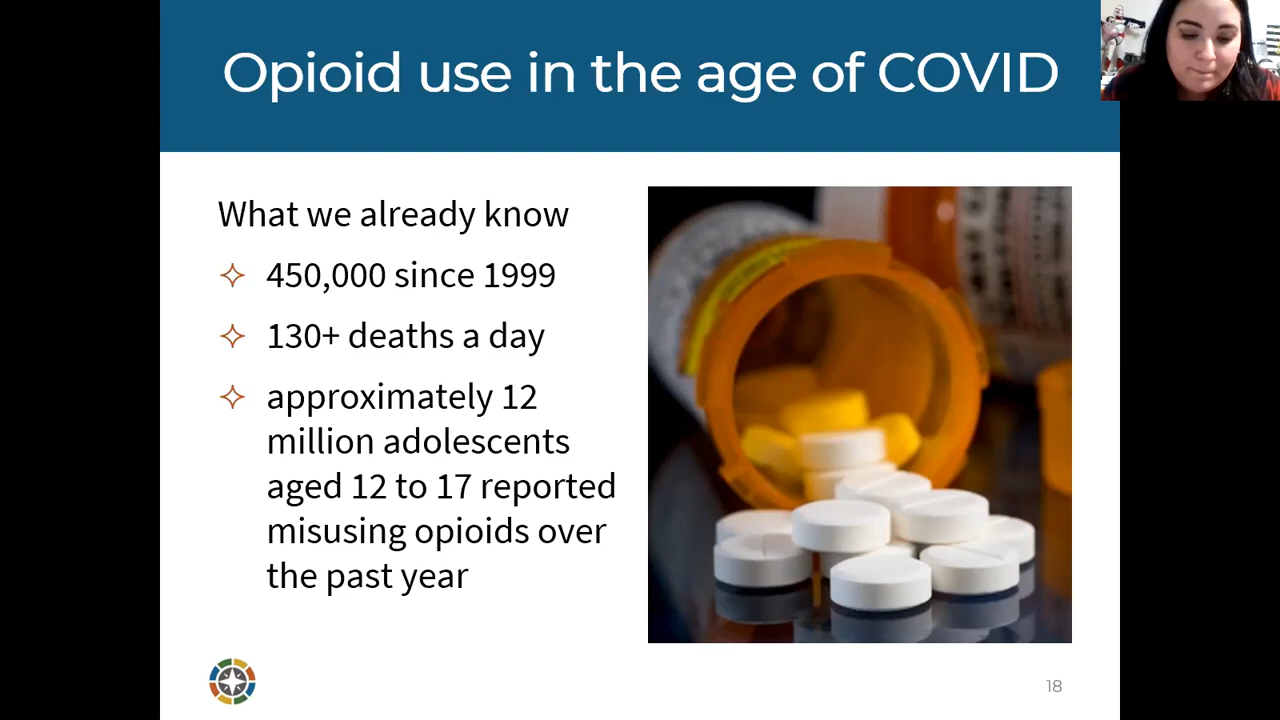 Opioid use in the age of COVID
What we already know
450,000 since 1999
130+ deaths a day
approximately 12
million adolescents
aged 12 to 17 reported
misusing opioids over
the past year
18